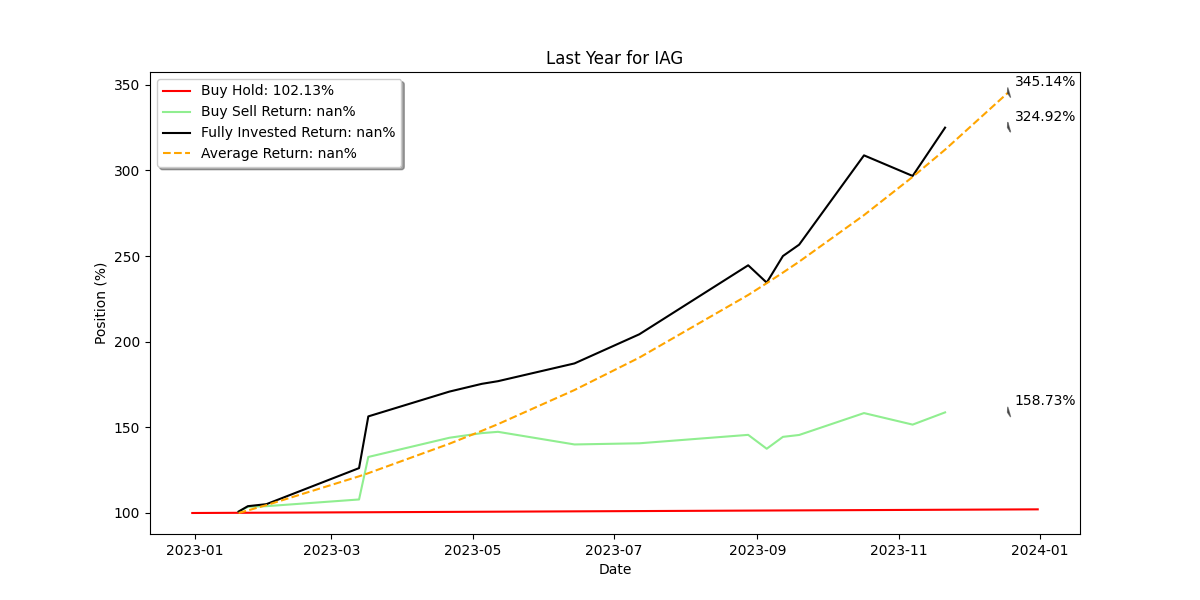 Last Year for IAG
Buy Hold: 102.13%
Buy Sell Return: nan%
Fully Invested Return: nan%
Average Return: nan%
345.14%
324.92%
158.73%
Position (%)
350
300
250
200
150
100
2023-01
2023-03
2023-05
2023-07
2023-09
2023-11
2024-01
Date